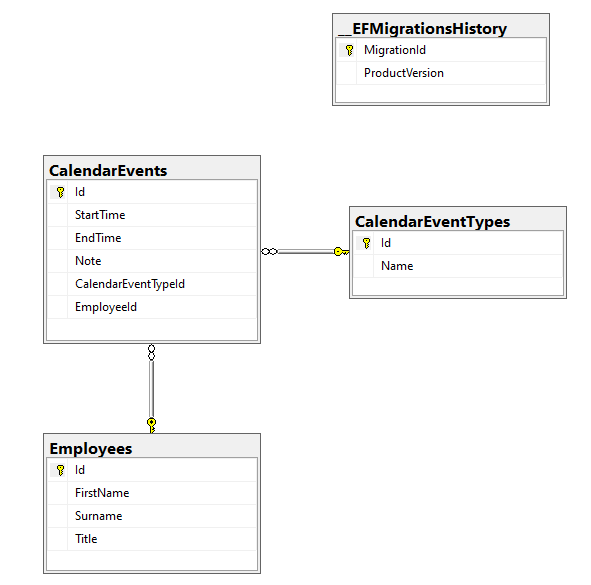 __EFMigrationsHistory
MigrationId
ProductVersion
CalendarEvents
Id
StartTime
EndTime
Note
CalendarEventTypeId
EmployeeId
CalendarEventTypes
Id
Name
Employees
Id
FirstName
Surname
Title